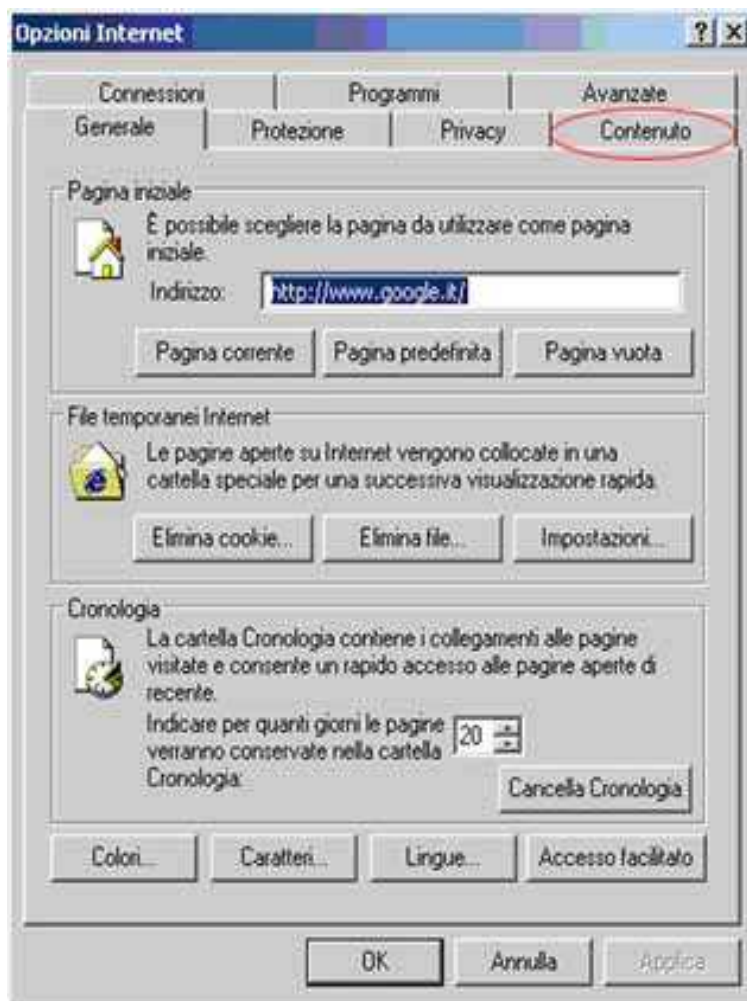 Opzioni Internet
Connessioni Programmi Avanzate
Generale Protezione Privacy Contenuto
Pagina iniziale
È possibile scegliere la pagina da utilizzare come pagina
iniziale.
Indirizzo: http://www.google.it/
Pagina corrente Pagina predefinita Pagina vuota
File temporanei Internet
Le pagine aperte su Internet vengono collocate in una
cartella speciale per una successiva visualizzazione rapida.
Elimina cookie... Elimina file... Impostazioni...
Cronologia
La cartella Cronologia contiene i collegamenti alle pagine
visitate e consente un rapido accesso alle pagine aperte di
recente.
Indicare per quanti giorni le pagine
verranno conservate nella cartella
Cronologia:
20
Cancella Cronologia
Colori... Caratteri... Lingue... Accesso facilitato
OK Annulla Applica